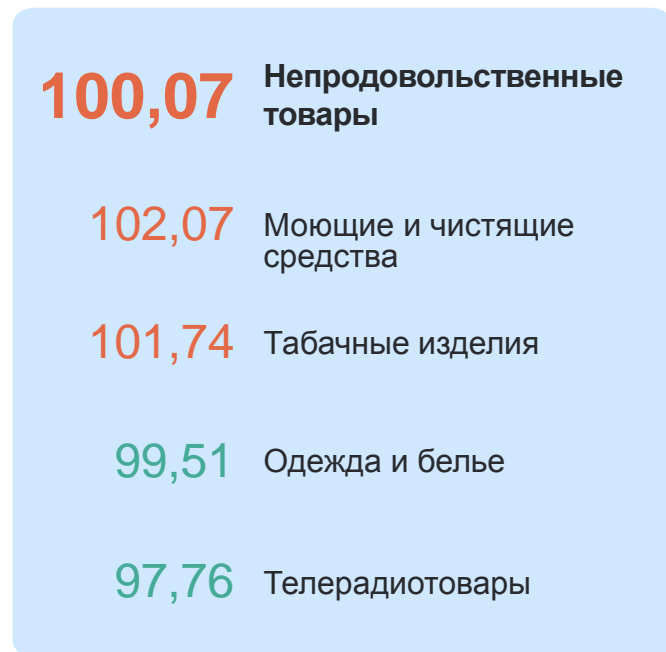 100,07 Непродовольственные
товары
102,07 Моющие и чистящие
средства
101,74 Табачные изделия
99,51 Одежда и белье
97,76 Телерадиотовары